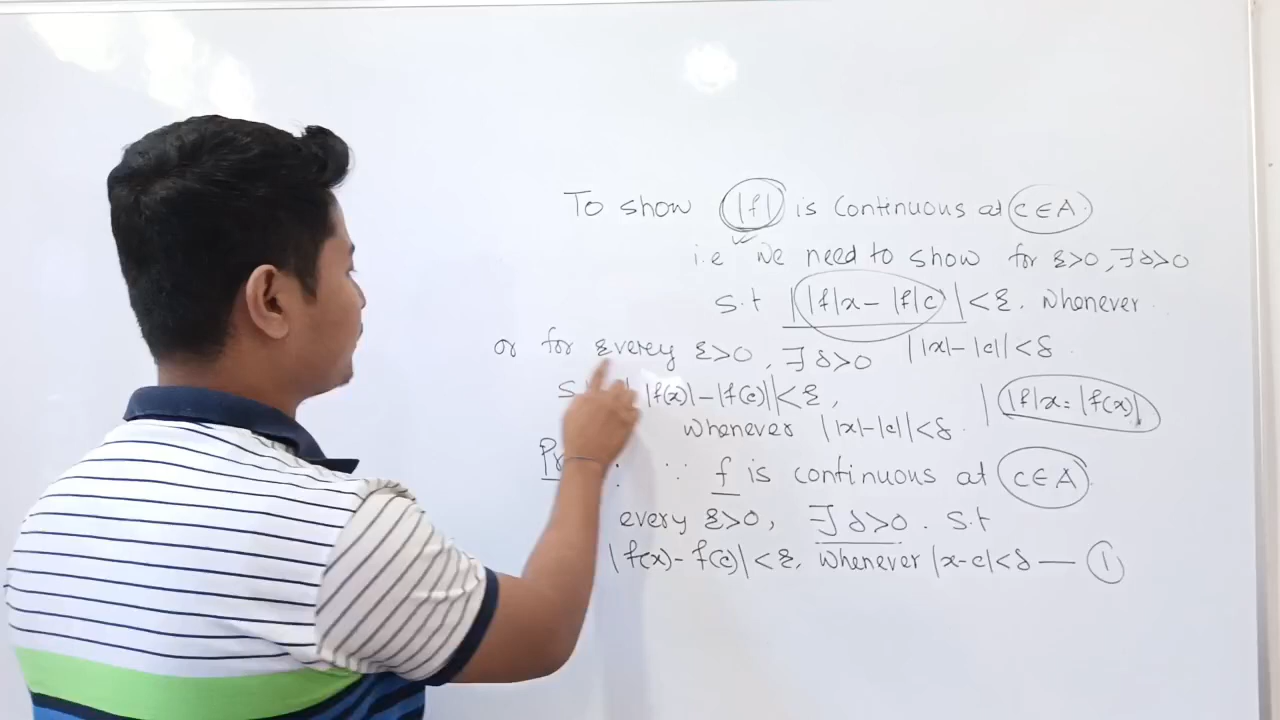 To show |f| is continuous at c∈A.
i.e we need to show for ε>0, ∃ δ>0
s.t ||f|x - |f|c| < ε. whenever
or for every ε>0, ∃ δ>0 ||x|-|c||<δ.
|f(x)|-|f(c)||<ε, | |f|x = |f(x)|
whenever ||x|-|c||<δ.
∵ f is continuous at c∈A.
every ε>0, ∃ δ>0. s.t
|f(x)-f(c)|<ε, whenever |x-c|<δ — ①